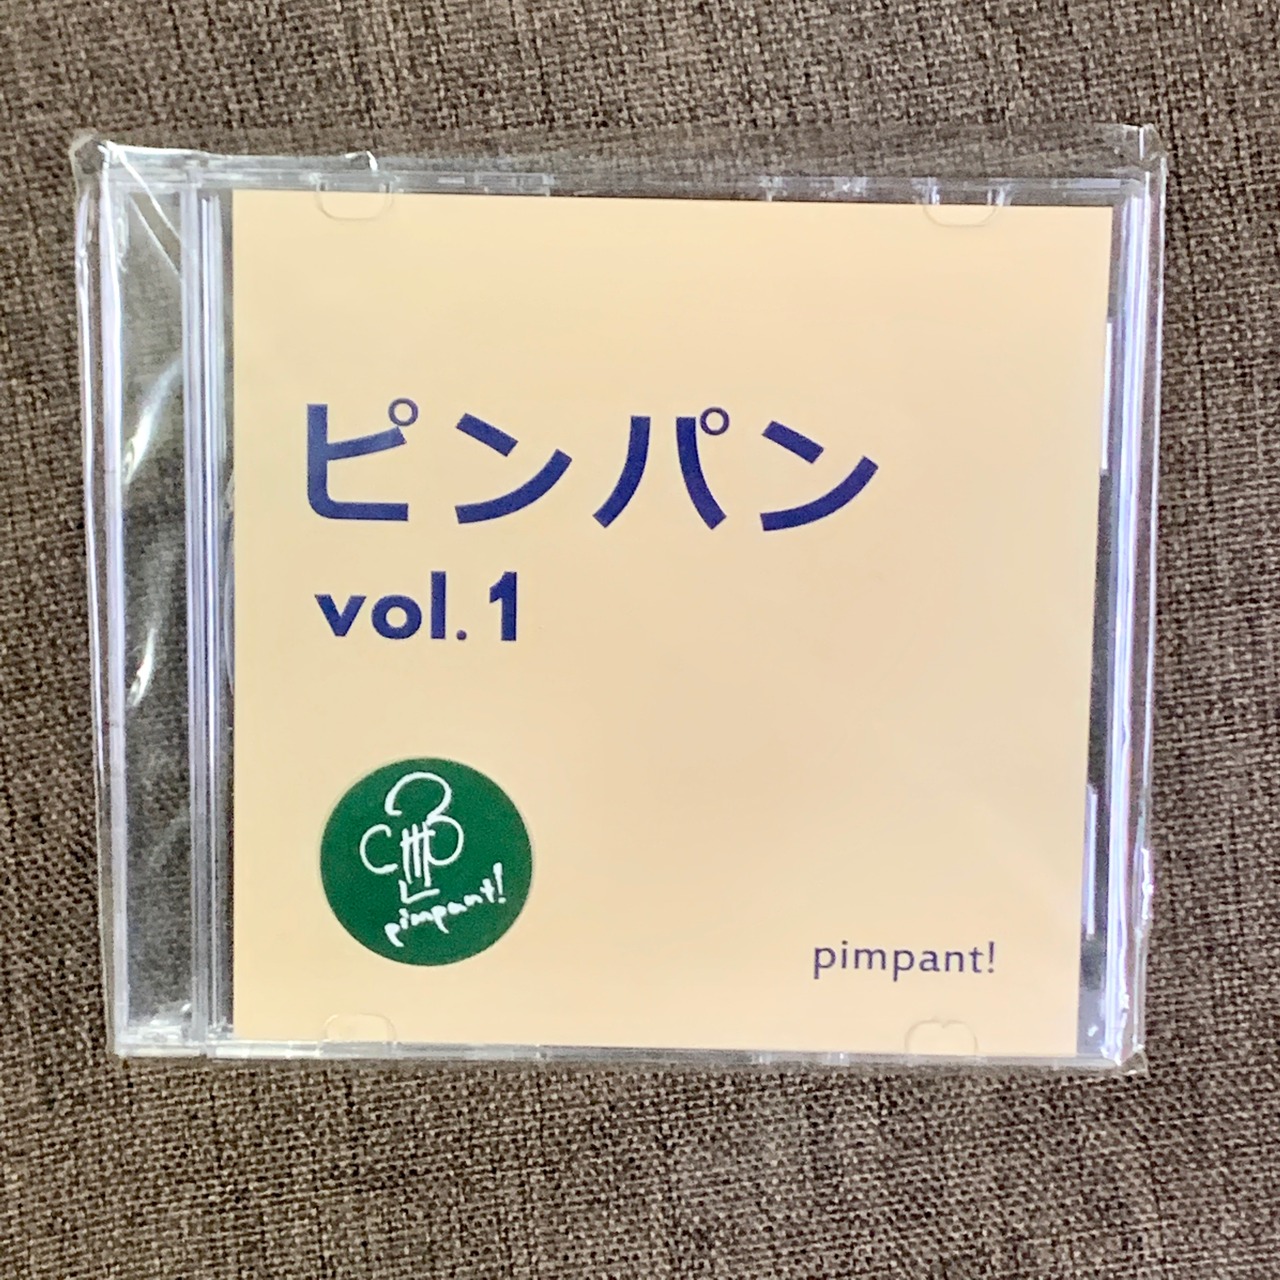 ピンパン
vol.1
pimpant!
pimpant!